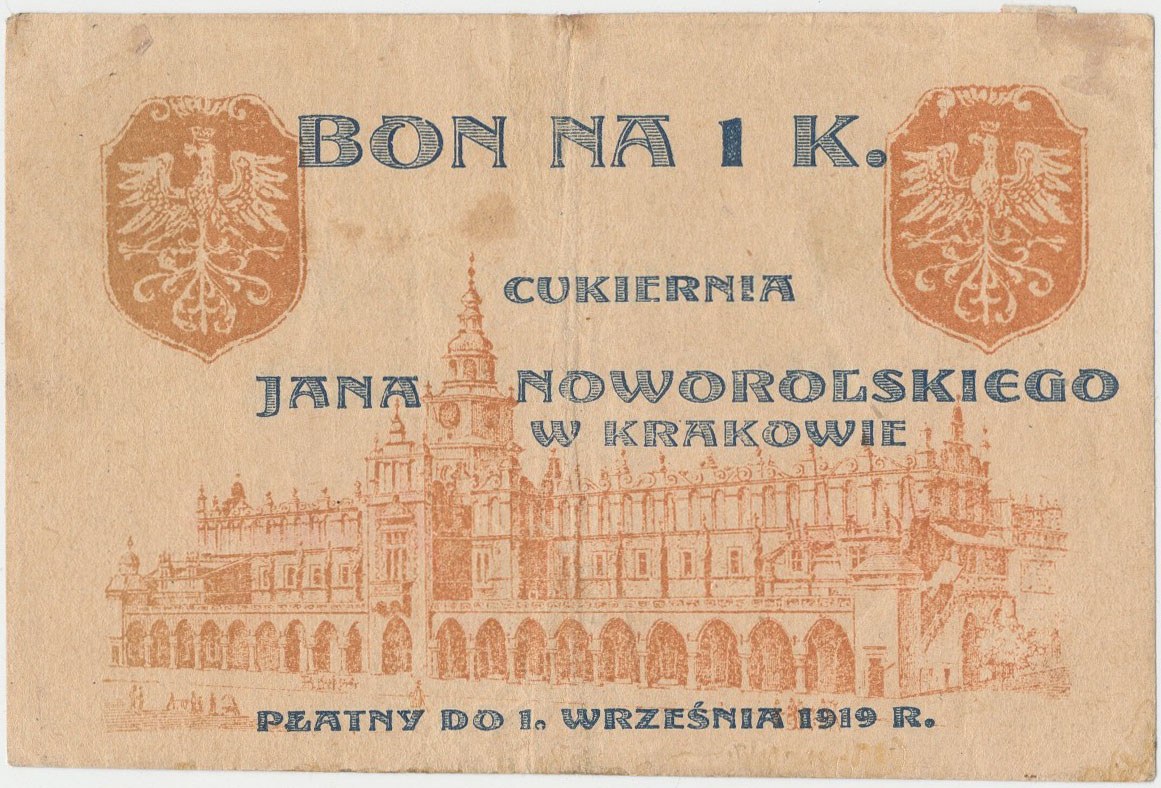 BON NA 1 K.
CUKIERNIA
JANA NOWOROLSKIEGO
W KRAKOWIE
PŁATNY DO 1. WRZEŚNIA 1919 R.